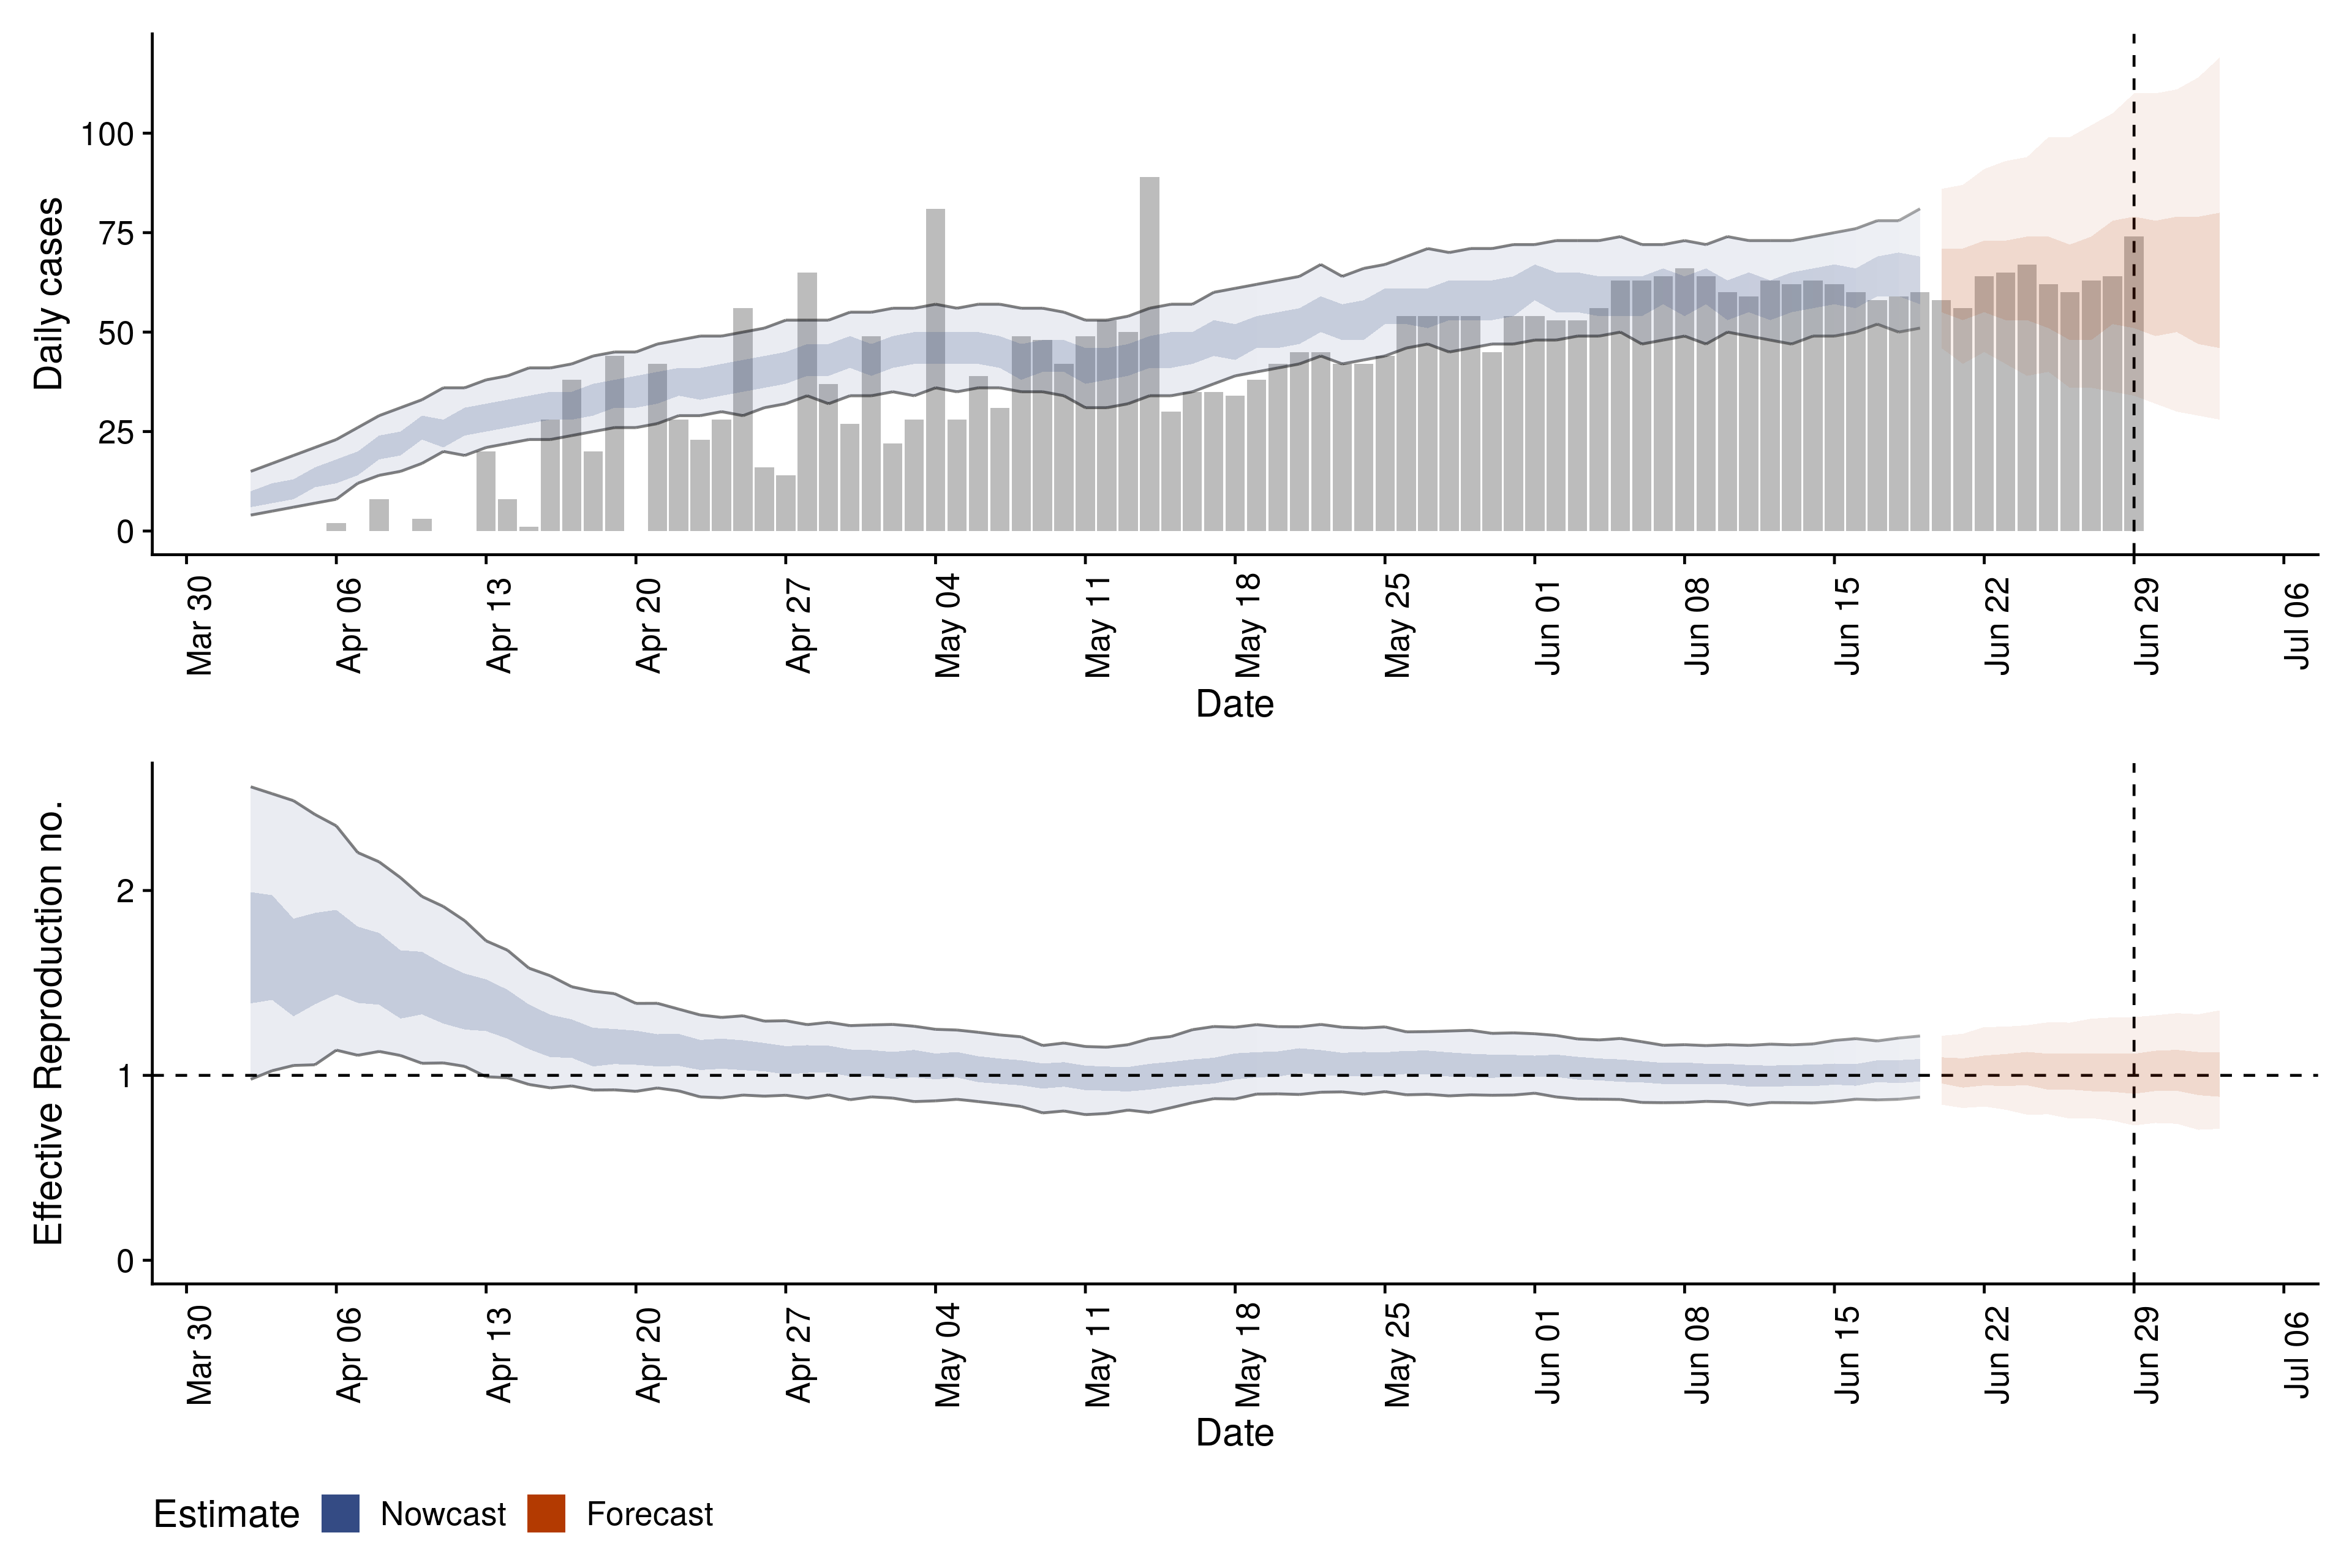 Daily cases
100
75
50
25
0
Mar 30
Apr 06
Apr 13
Apr 20
Apr 27
May 04
May 11
May 18
May 25
Jun 01
Jun 08
Jun 15
Jun 22
Jun 29
Jul 06
Date
Effective Reproduction no.
2
1
0
Mar 30
Apr 06
Apr 13
Apr 20
Apr 27
May 04
May 11
May 18
May 25
Jun 01
Jun 08
Jun 15
Jun 22
Jun 29
Jul 06
Date
Estimate Nowcast Forecast